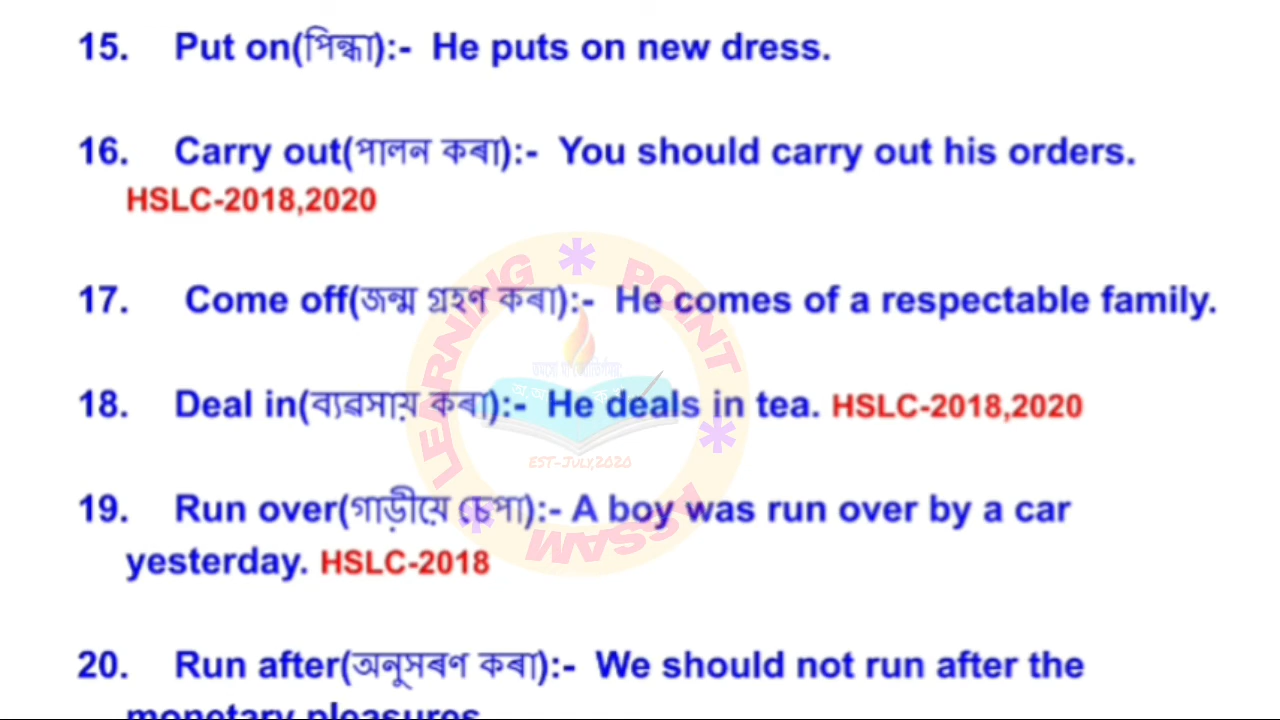 15. Put on(পিন্ধা):- He puts on new dress.
16. Carry out(পালন কৰা):- You should carry out his orders.
HSLC-2018,2020
17. Come off(জন্ম গ্ৰহণ কৰা):- He comes of a respectable family.
18. Deal in(ব্যৱসায় কৰা):- He deals in tea. HSLC-2018,2020
19. Run over(গাড়ীয়ে চেপা):- A boy was run over by a car
yesterday. HSLC-2018
20. Run after(অনুসৰণ কৰা):- We should not run after the
monetary pleasures.
LEARNING POINT ASSAM
EST-JULY,2020